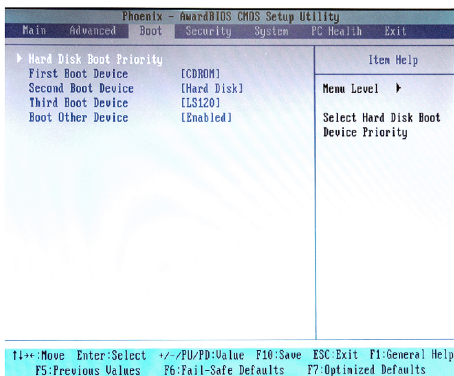 Phoenix - AwardBIOS CMOS Setup Utility
Main Advanced Boot Security System PC Health Exit
Hard Disk Boot Priority
First Boot Device [CDROM]
Second Boot Device [Hard Disk]
Third Boot Device [LS120]
Boot Other Device [Enabled]
Item Help
Menu Level
Select Hard Disk Boot
Device Priority
↑↓→←:Move Enter:Select +/-/PU/PD:Value F10:Save ESC:Exit F1:General Help
F5:Previous Values F6:Fail-Safe Defaults F7:Optimized Defaults